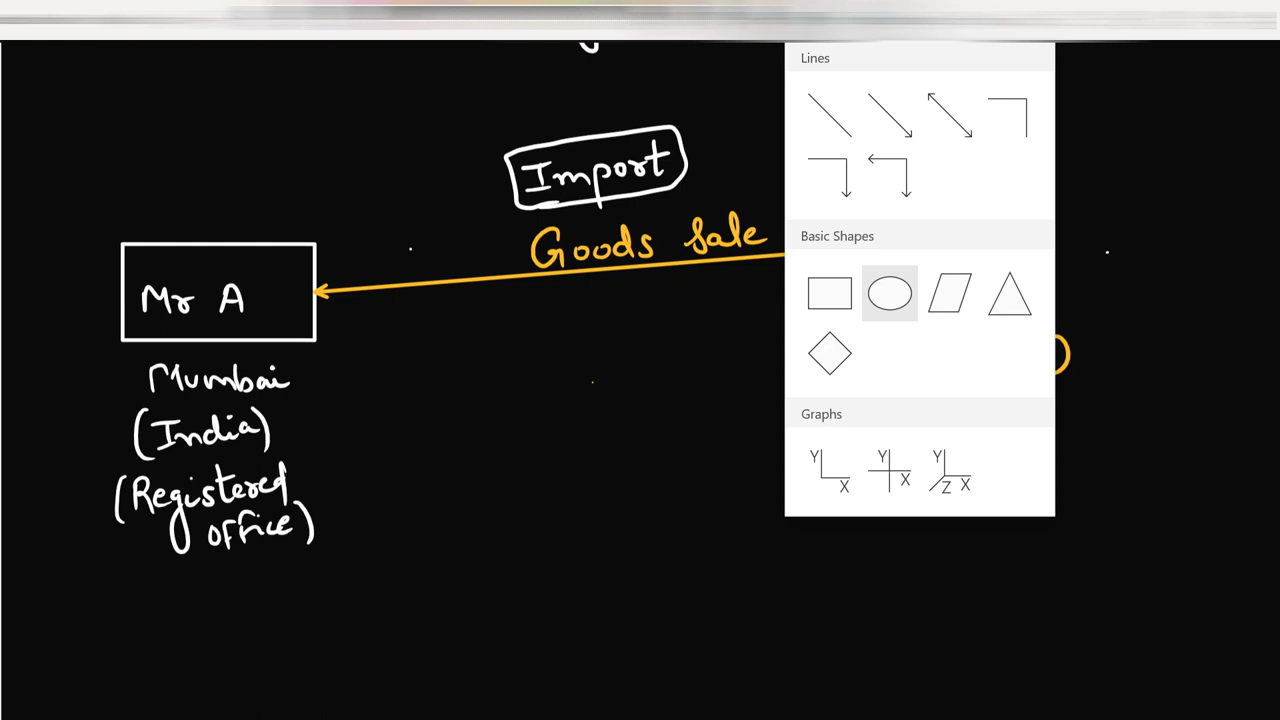 Lines
Import
Goods Sale
Basic Shapes
Mr A
Mumbai
(India)
(Registered
office)
)
Graphs
Y
X
Y
X
Y
Z
X